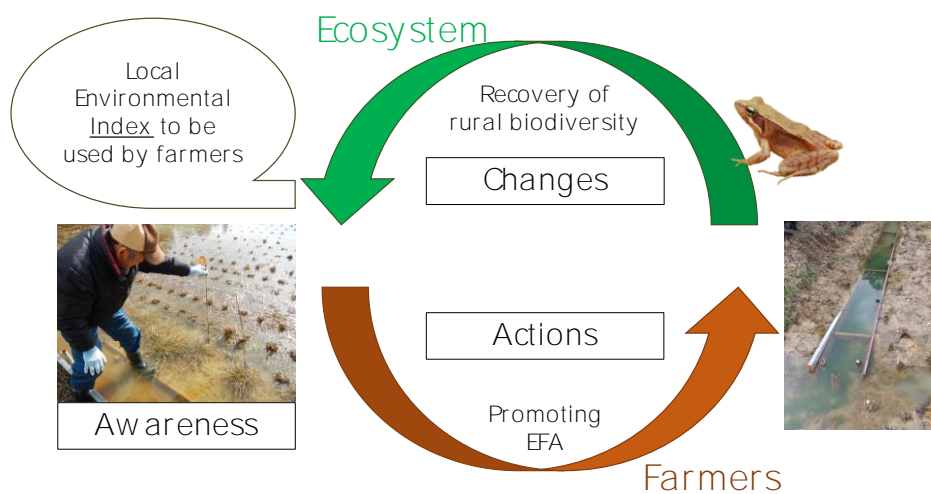 Ecosystem
Local
Environmental
Index to be
used by farmers
Recovery of
rural biodiversity
Changes
Actions
Awareness
Promoting
EFA
Farmers